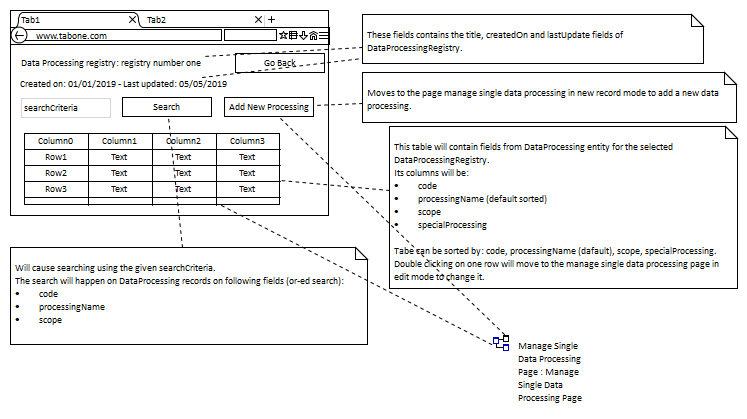 Tab1
Tab2
www.tabone.com
Data Processing registry: registry number one
Go Back
Created on: 01/01/2019 - Last updated: 05/05/2019
searchCriteria
Search
Add New Processing
Column0 Column1 Column2 Column3
Row1 Text Text Text
Row2 Text Text Text
Row3 Text Text Text
These fields contains the title, createdOn and lastUpdate fields of
DataProcessingRegistry.
Moves to the page manage single data processing in new record mode to add a new data
processing.
This table will contain fields from DataProcessing entity for the selected
DataProcessingRegistry.
Its columns will be:
• code
• processingName (default sorted)
• scope
• specialProcessing
Tabe can be sorted by: code, processingName (dafault), scope, specialProcessing.
Double clicking on one row will move to the manage single data processing page in
edit mode to change it.
Will cause searching using the given searchCriteria.
The search will happen on DataProcessing records on following fields (or-ed search):
• code
• processingName
• scope
Manage Single
Data Processing
Page : Manage
Single Data
Processing Page